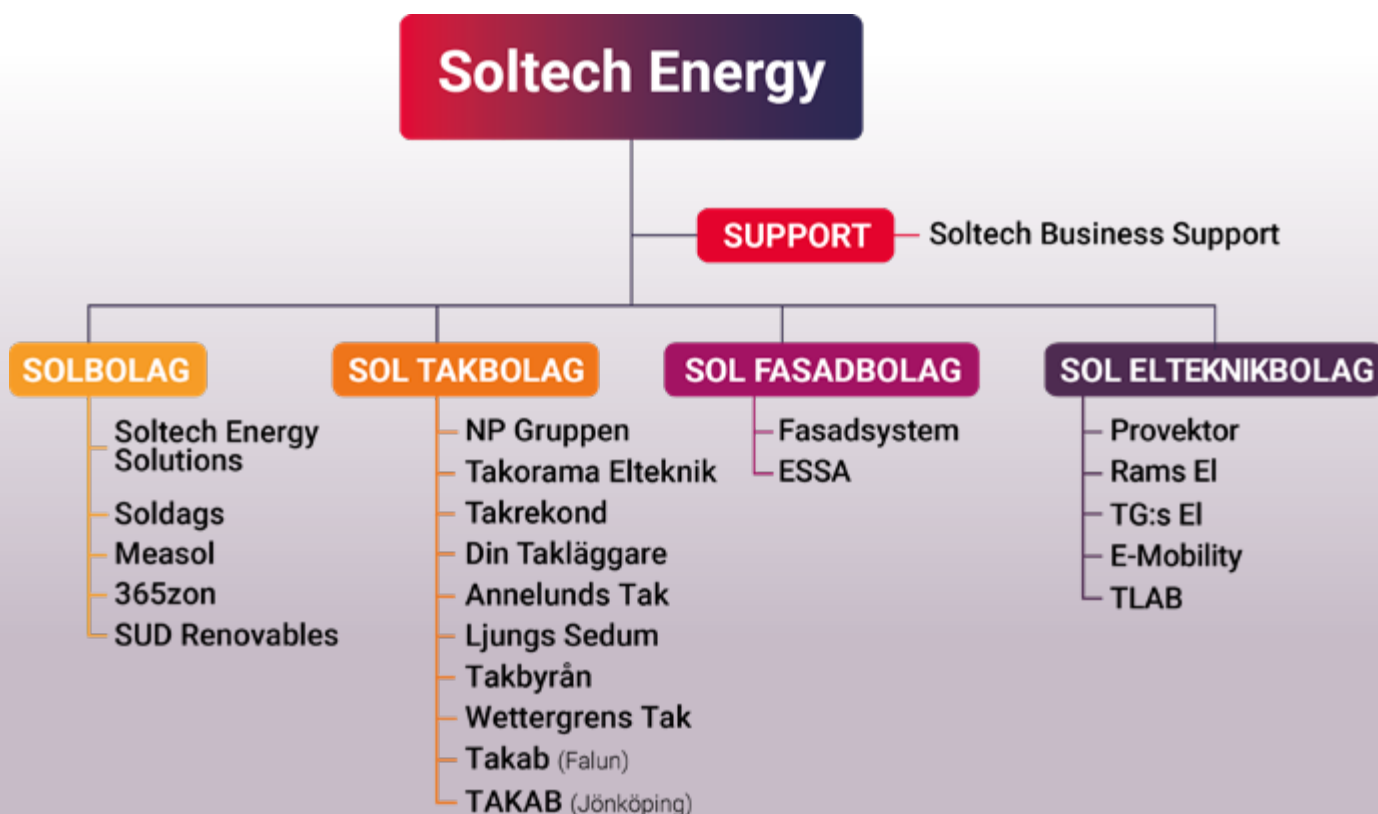 Soltech Energy
SUPPORT
Soltech Business Support
SOLBOLAG
Soltech Energy
Solutions
Soldags
Measol
365zon
SUD Renovables
SOL TAKBOLAG
NP Gruppen
Takorama Elteknik
Takrekond
Din Takläggare
Annelunds Tak
Ljungs Sedum
Takbyrån
Wettergrens Tak
Takab (Falun)
TAKAB (Jönköping)
SOL FASADBOLAG
Fasadsystem
ESSA
SOL ELTEKNIKBOLAG
Provektor
Rams El
TG:s El
E-Mobility
TLAB